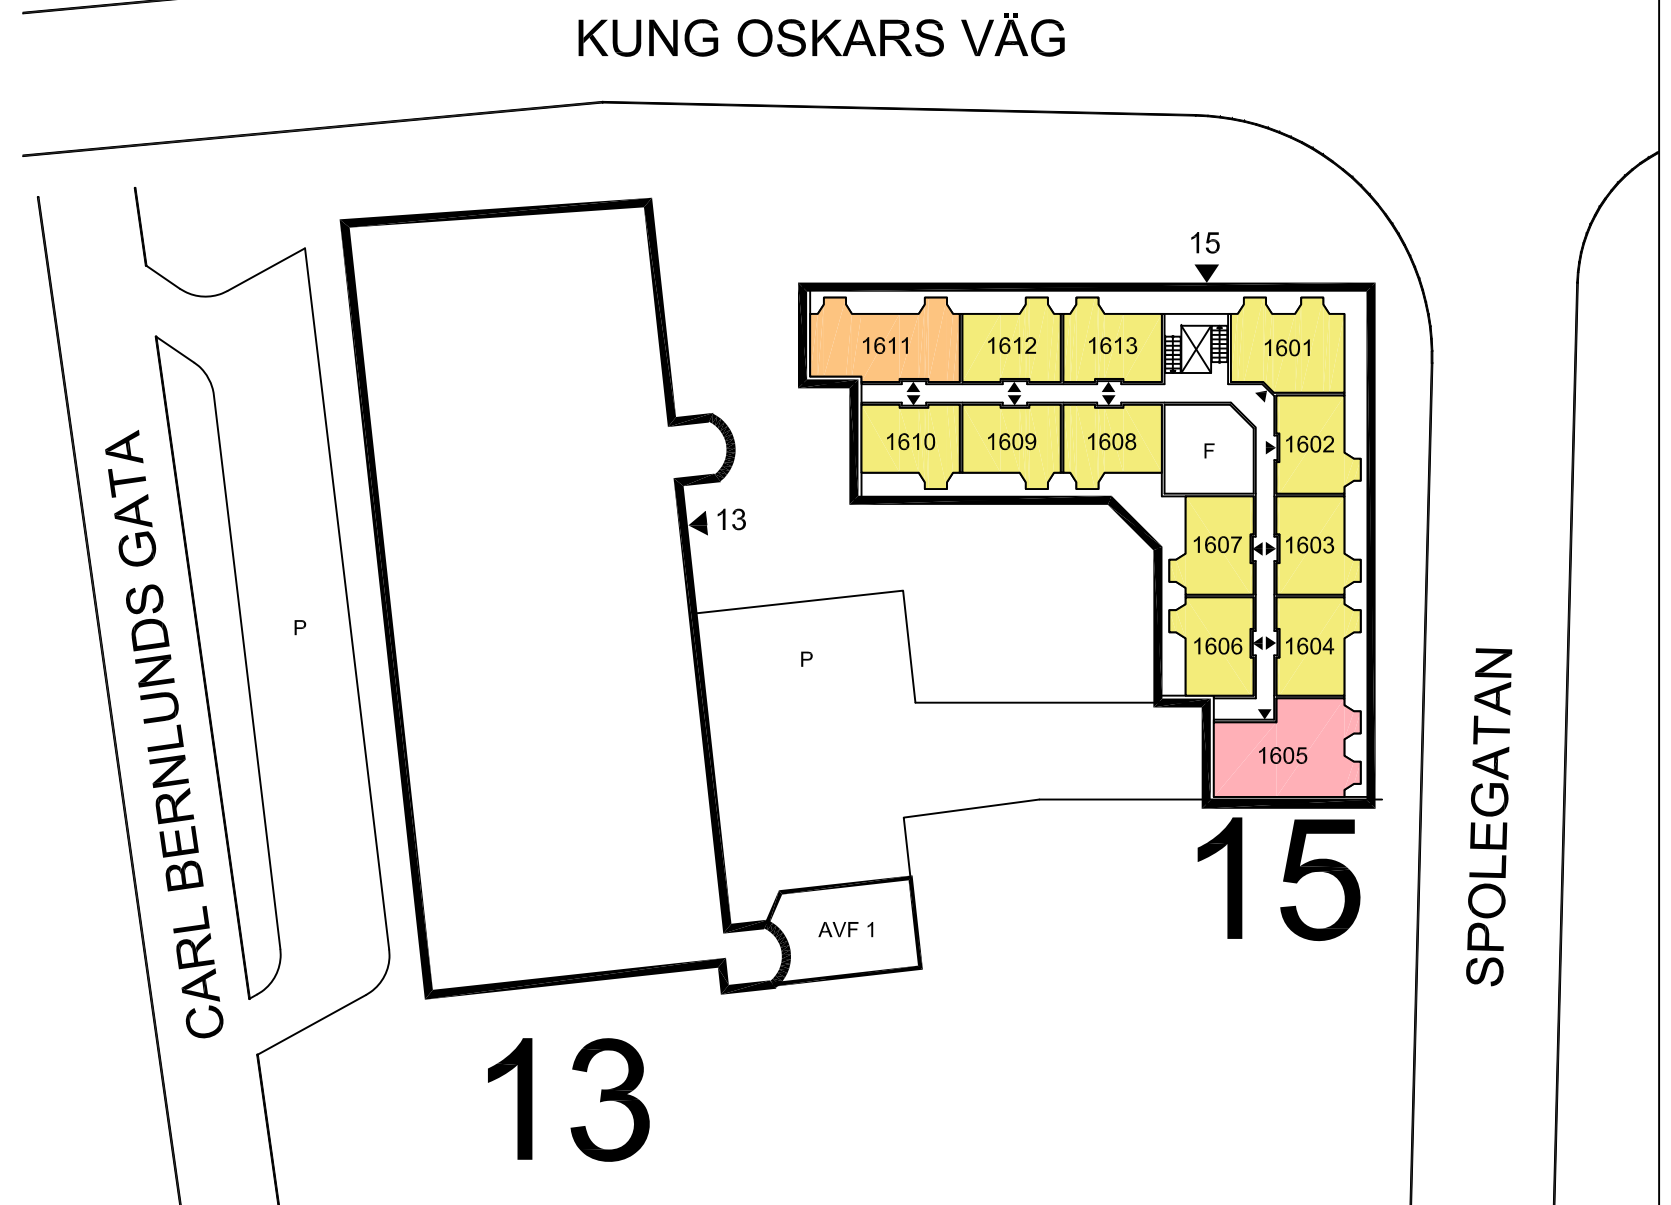 KUNG OSKARS VÄG
15
1611
1612
1613
1601
1610
1609
1608
F
1602
13
1607
1603
P
P
1606
1604
1605
CARL BERNLUNDS GATA
SPOLEGATAN
15
AVF 1
13